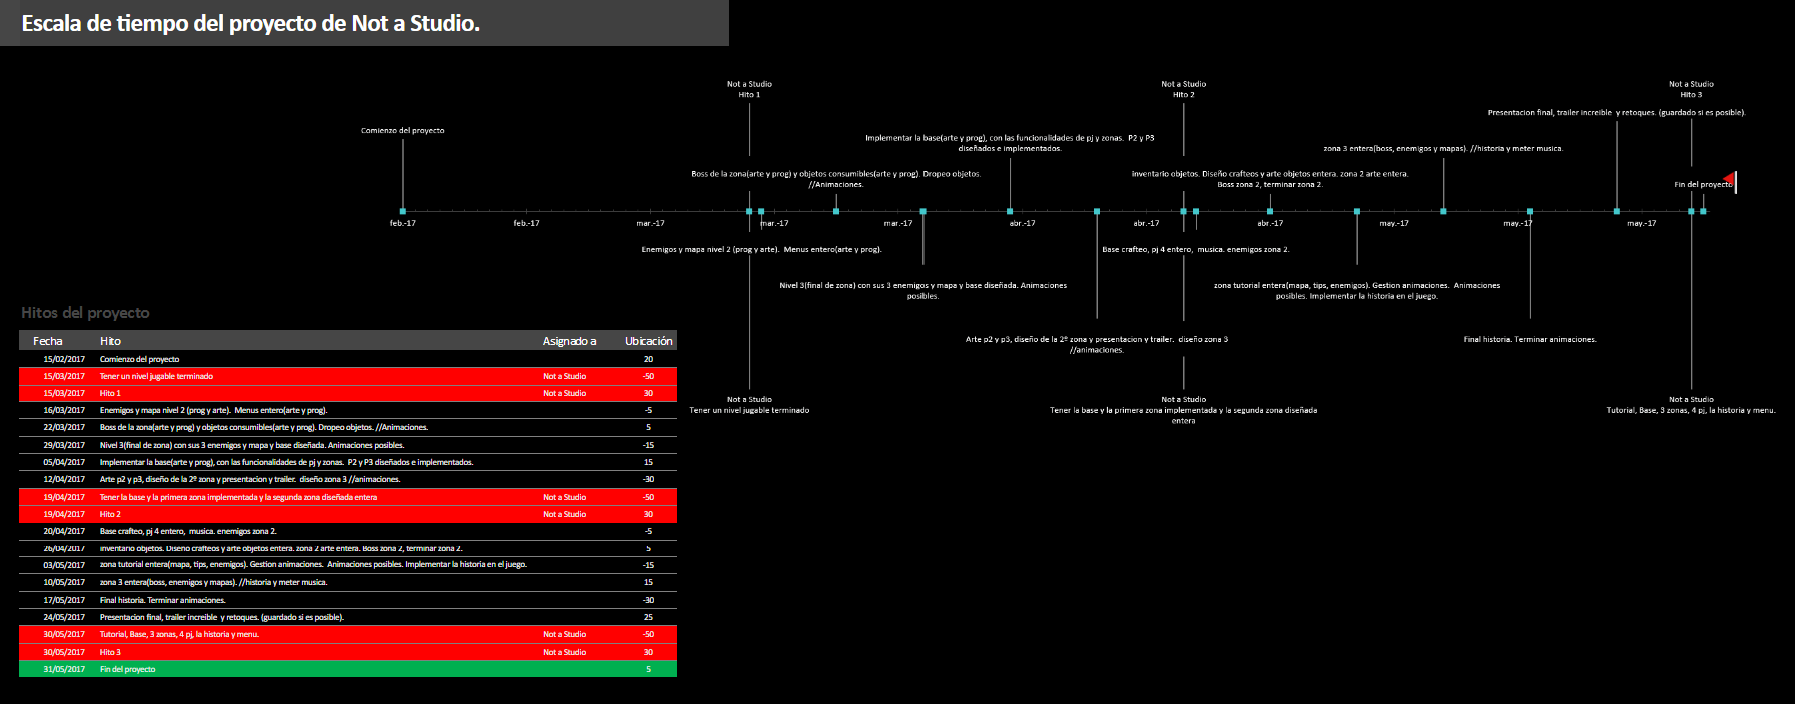 Escala de tiempo del proyecto de Not a Studio.
Not a Studio
Hito 1
Not a Studio
Hito 2
Not a Studio
Hito 3
Presentacion final, trailer increible y retoques. (guardado si es posible).
Comienzo del proyecto
Implementar la base(arte y prog), con las funcionalidades de pj y zonas. P2 y P3
diseñados e implementados.
zona 3 entera(boss, enemigos y mapas). //historia y meter musica.
Boss de la zona(arte y prog) y objetos consumibles(arte y prog). Dropeo objetos.
//Animaciones.
inventario objetos. Diseño crafteos y arte objetos entera. zona 2 arte entera.
Boss zona 2, terminar zona 2.
Fin del proyecto
feb.-17
feb.-17
mar.-17
mar.-17
mar.-17
abr.-17
abr.-17
abr.-17
may.-17
may.-17
may.-17
Enemigos y mapa nivel 2 (prog y arte). Menus entero(arte y prog).
Base crafteo, pj 4 entero, musica. enemigos zona 2.
Nivel 3(final de zona) con sus 3 enemigos y mapa y base diseñada. Animaciones
posibles.
zona tutorial entera(mapa, tips, enemigos). Gestion animaciones. Animaciones
posibles. Implementar la historia en el juego.
Arte p2 y p3, diseño de la 2º zona y presentacion y trailer. diseño zona 3
//animaciones.
Final historia. Terminar animaciones.
Not a Studio
Tener un nivel jugable terminado
Not a Studio
Tener la base y la primera zona implementada y la segunda zona diseñada
entera
Not a Studio
Tutorial, Base, 3 zonas, 4 pj, la historia y menu.
Hitos del proyecto
Fecha Hito Asignado a Ubicación
15/02/2017 Comienzo del proyecto 20
15/03/2017 Tener un nivel jugable terminado Not a Studio -50
15/03/2017 Hito 1 Not a Studio 30
16/03/2017 Enemigos y mapa nivel 2 (prog y arte). Menus entero(arte y prog). -5
22/03/2017 Boss de la zona(arte y prog) y objetos consumibles(arte y prog). Dropeo objetos. //Animaciones. 5
29/03/2017 Nivel 3(final de zona) con sus 3 enemigos y mapa y base diseñada. Animaciones posibles. -15
05/04/2017 Implementar la base(arte y prog), con las funcionalidades de pj y zonas. P2 y P3 diseñados e implementados. 15
12/04/2017 Arte p2 y p3, diseño de la 2º zona y presentacion y trailer. diseño zona 3 //animaciones. -30
19/04/2017 Tener la base y la primera zona implementada y la segunda zona diseñada entera Not a Studio -50
19/04/2017 Hito 2 Not a Studio 30
20/04/2017 Base crafteo, pj 4 entero, musica. enemigos zona 2. -5
26/04/2017 inventario objetos. Diseño crafteos y arte objetos entera. zona 2 arte entera. Boss zona 2, terminar zona 2. 5
03/05/2017 zona tutorial entera(mapa, tips, enemigos). Gestion animaciones. Animaciones posibles. Implementar la historia en el juego. -15
10/05/2017 zona 3 entera(boss, enemigos y mapas). //historia y meter musica. 15
17/05/2017 Final historia. Terminar animaciones. -30
24/05/2017 Presentacion final, trailer increible y retoques. (guardado si es posible). 25
30/05/2017 Tutorial, Base, 3 zonas, 4 pj, la historia y menu. Not a Studio -50
30/05/2017 Hito 3 Not a Studio 30
31/05/2017 Fin del proyecto 5